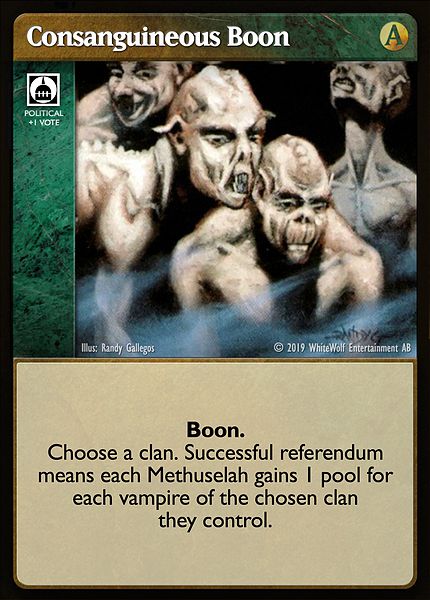 Consanguineous Boon
A
POLITICAL
+1 VOTE
Illus: Randy Gallegos
© 2019 WhiteWolf Entertainment AB
Boon.
Choose a clan. Successful referendum
means each Methuselah gains 1 pool for
each vampire of the chosen clan
they control.